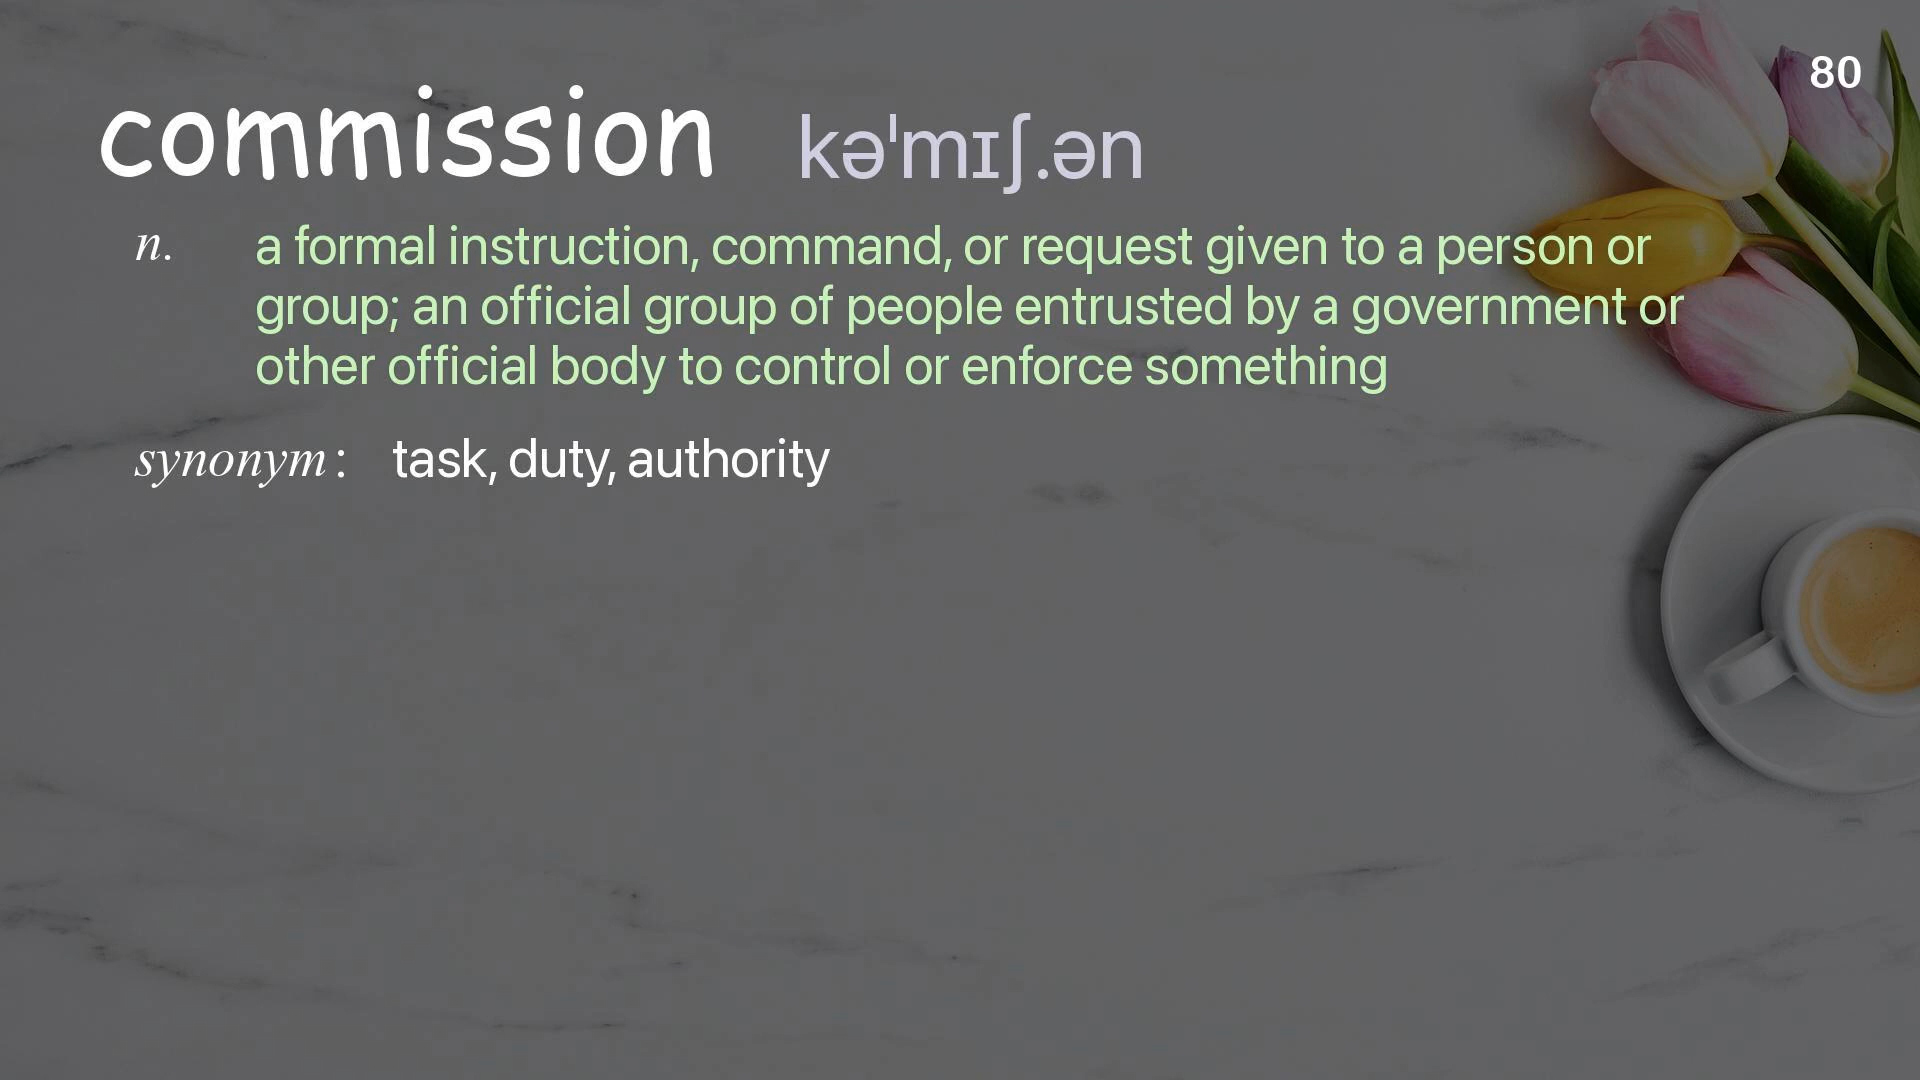 80
commission kəˈmɪʃ.ən
n. a formal instruction, command, or request given to a person or
group; an official group of people entrusted by a government or
other official body to control or enforce something
synonym : task, duty, authority